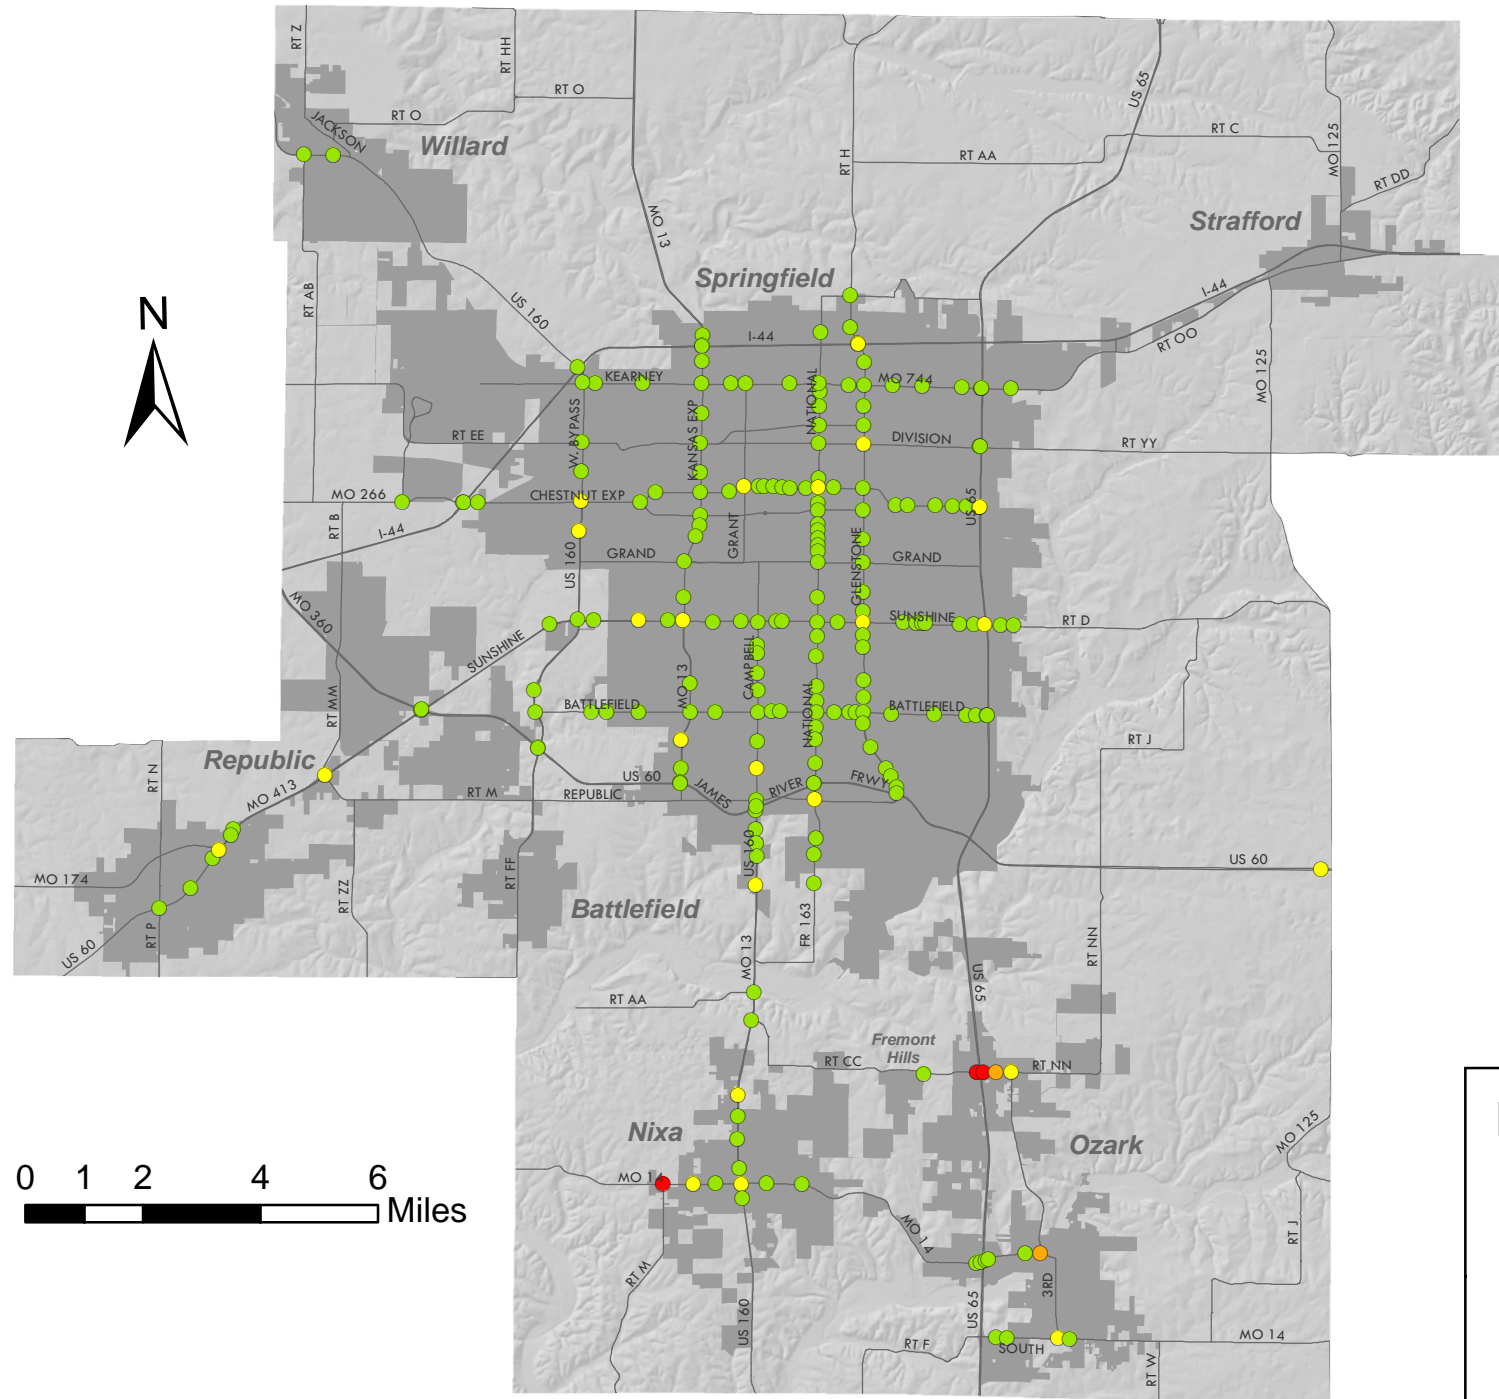 RT Z
RT HH
RT O
RT O
JACKSON
Willard
US 65
RT H
RT C
RT AA
MO 125
RT DD
Strafford
MO 13
Springfield
N
RT AB
US 160
I-44
I-44
RT OO
MO 125
KEARNEY
MO 744
NATIONAL
W. BYPASS
KANSAS EXP
RT EE
DIVISION
RT YY
MO 266
CHESTNUT EXP
US 65
RT B
I-44
GRANT
GLENSTONE
US 160
GRAND
GRAND
MO 360
SUNSHINE
SUNSHINE
RT D
CAMPBELL
MO 13
RT MM
BATTLEFIELD
NATIONAL
BATTLEFIELD
RT J
Republic
RT N
MO 413
US 60
JAMES
RIVER
FRWY
RT M
REPUBLIC
US 160
US 60
MO 174
RT ZZ
RT FF
Battlefield
FR 163
RT P
US 60
MO 13
RT NN
US 65
RT AA
Fremont
Hills
RT CC
RT NN
Nixa
Ozark
MO 125
0 1 2 4 6
Miles
MO 14
MO 14
RT J
RT M
3RD
US 160
US 65
RT F
SOUTH
MO 14
RT W